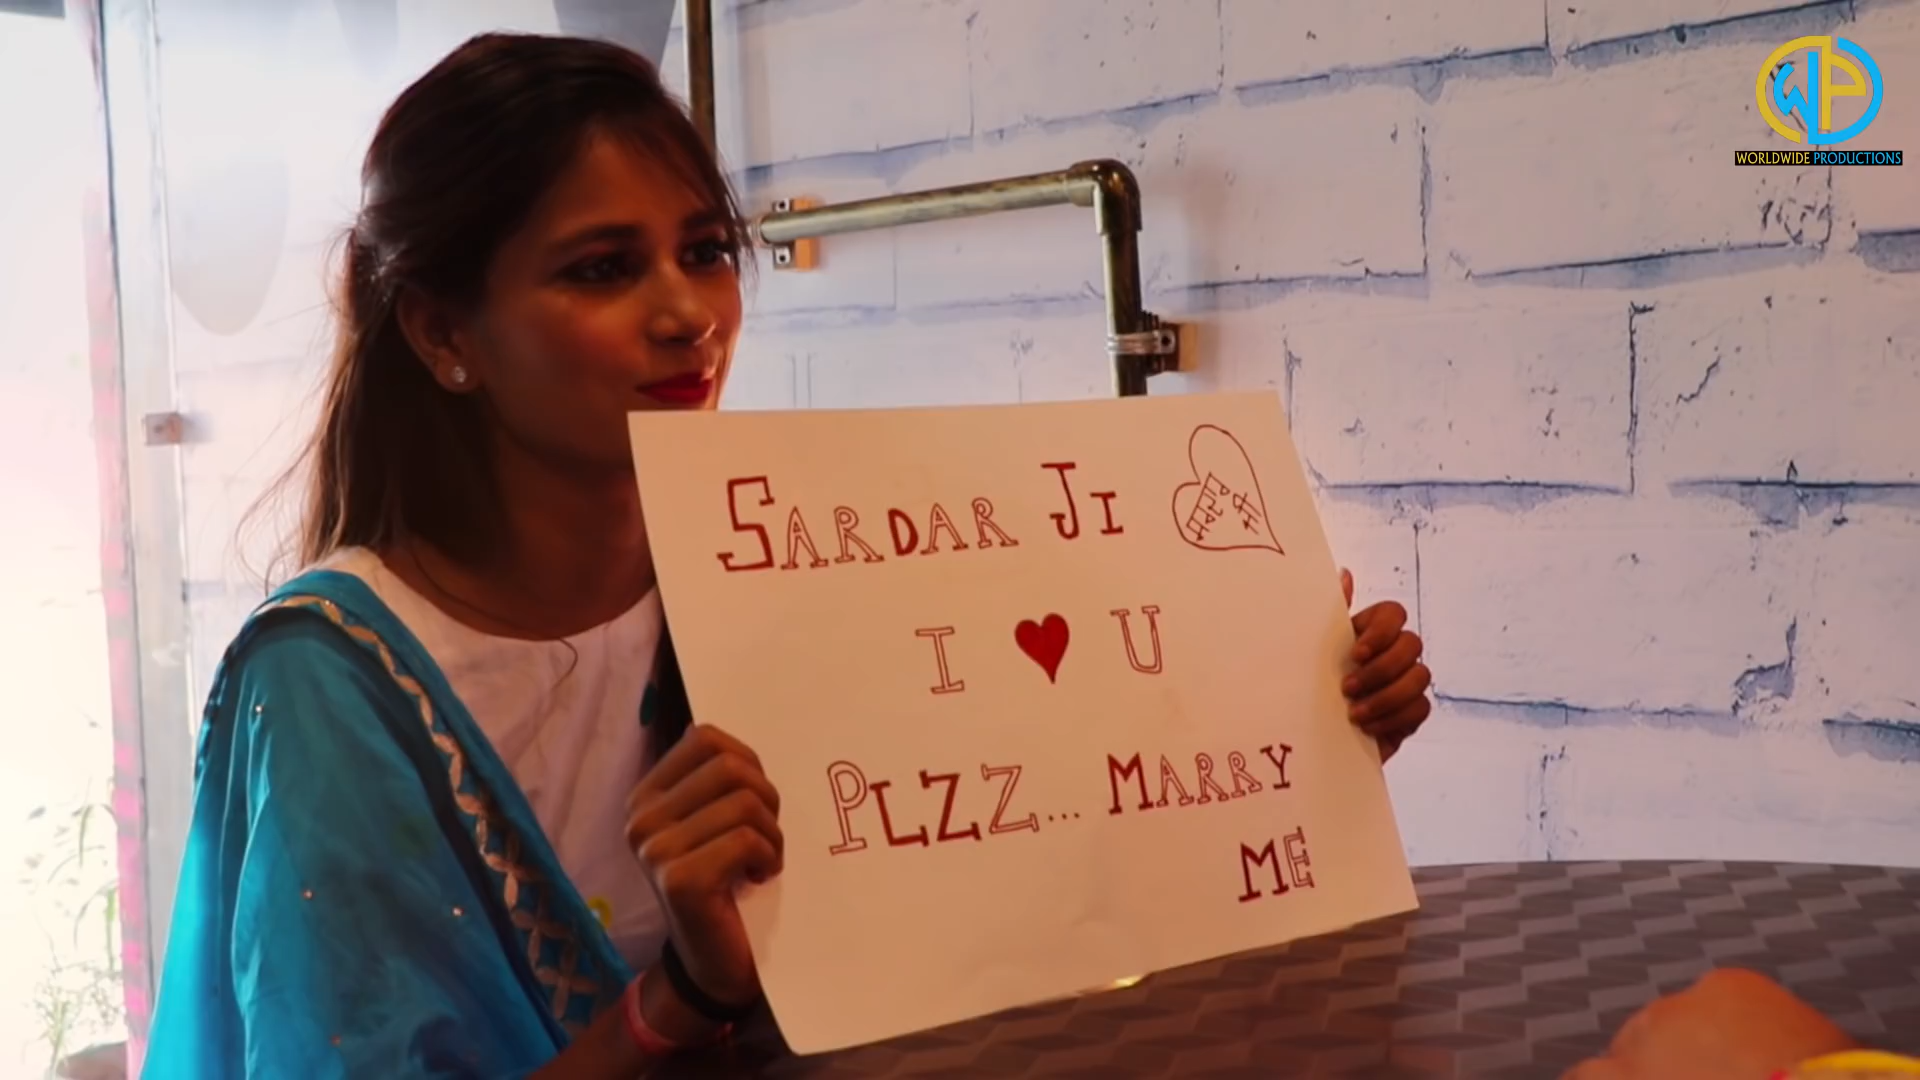 WORLDWIDE PRODUCTIONS
SARDAR JI
I ♥ U
PLZZ... MARRY
ME